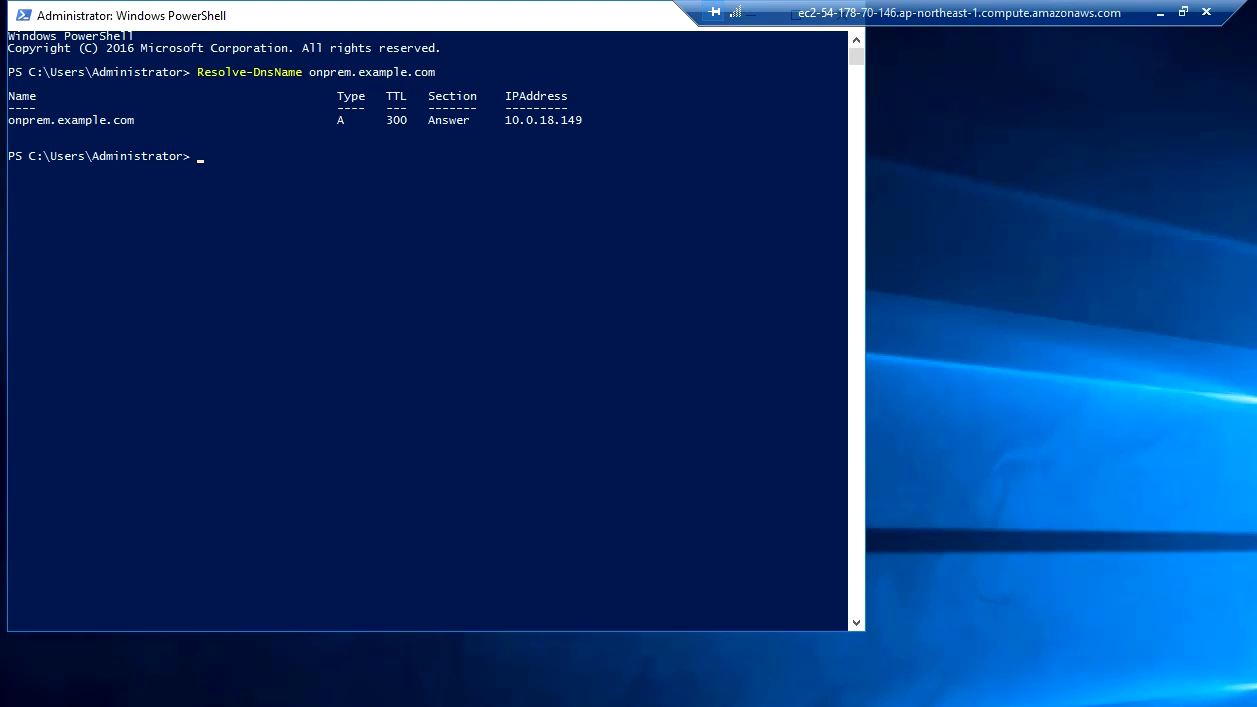 Administrator: Windows PowerShell
ec2-54-178-70-146.ap-northeast-1.compute.amazonaws.com
Windows PowerShell
Copyright (C) 2016 Microsoft Corporation. All rights reserved.
PS C:\Users\Administrator> Resolve-DnsName onprem.example.com
Name Type TTL Section IPAddress
---- ---- --- ------- ---------
onprem.example.com A 300 Answer 10.0.18.149
PS C:\Users\Administrator> _